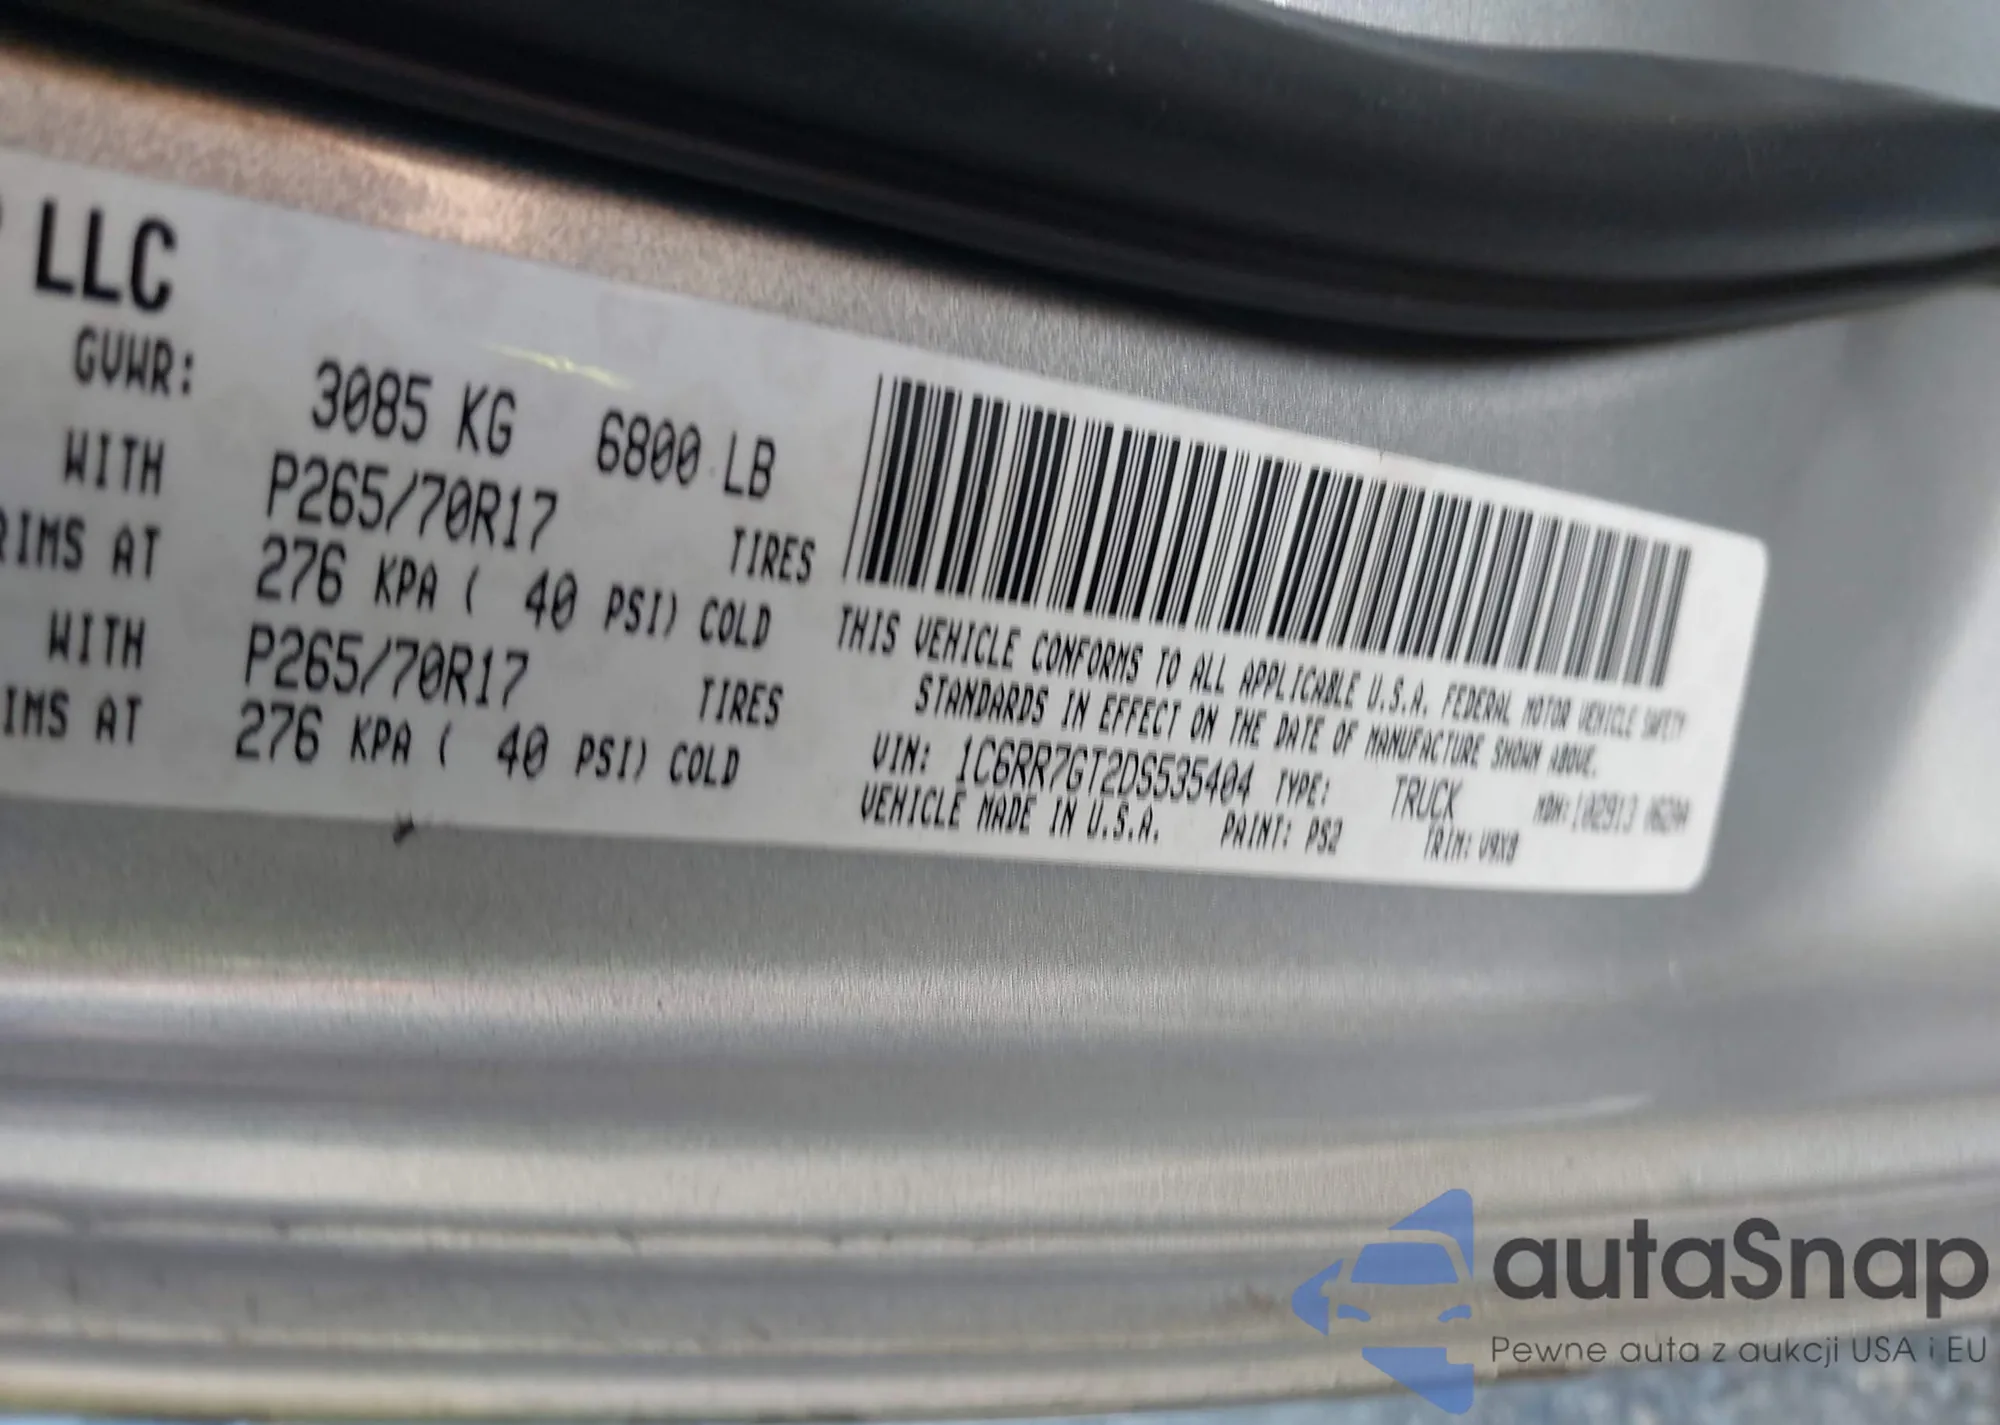 LLC
GVWR: 3085 KG 6800 LB
WITH P265/70R17 TIRES
RIMS AT 276 KPA ( 40 PSI) COLD
WITH P265/70R17 TIRES
IMS AT 276 KPA ( 40 PSI) COLD
THIS VEHICLE CONFORMS TO ALL APPLICABLE U.S.A. FEDERAL MOTOR VEHICLE SAFETY
STANDARDS IN EFFECT ON THE DATE OF MANUFACTURE SHOWN ABOVE.
VIN: 1C6RR7GT2DS535404 TYPE: TRUCK MDH: 102913
VEHICLE MADE IN U.S.A. PAINT: PS2 TRIM: V9X8
autaSnap
Pewne auta z aukcji USA i EU